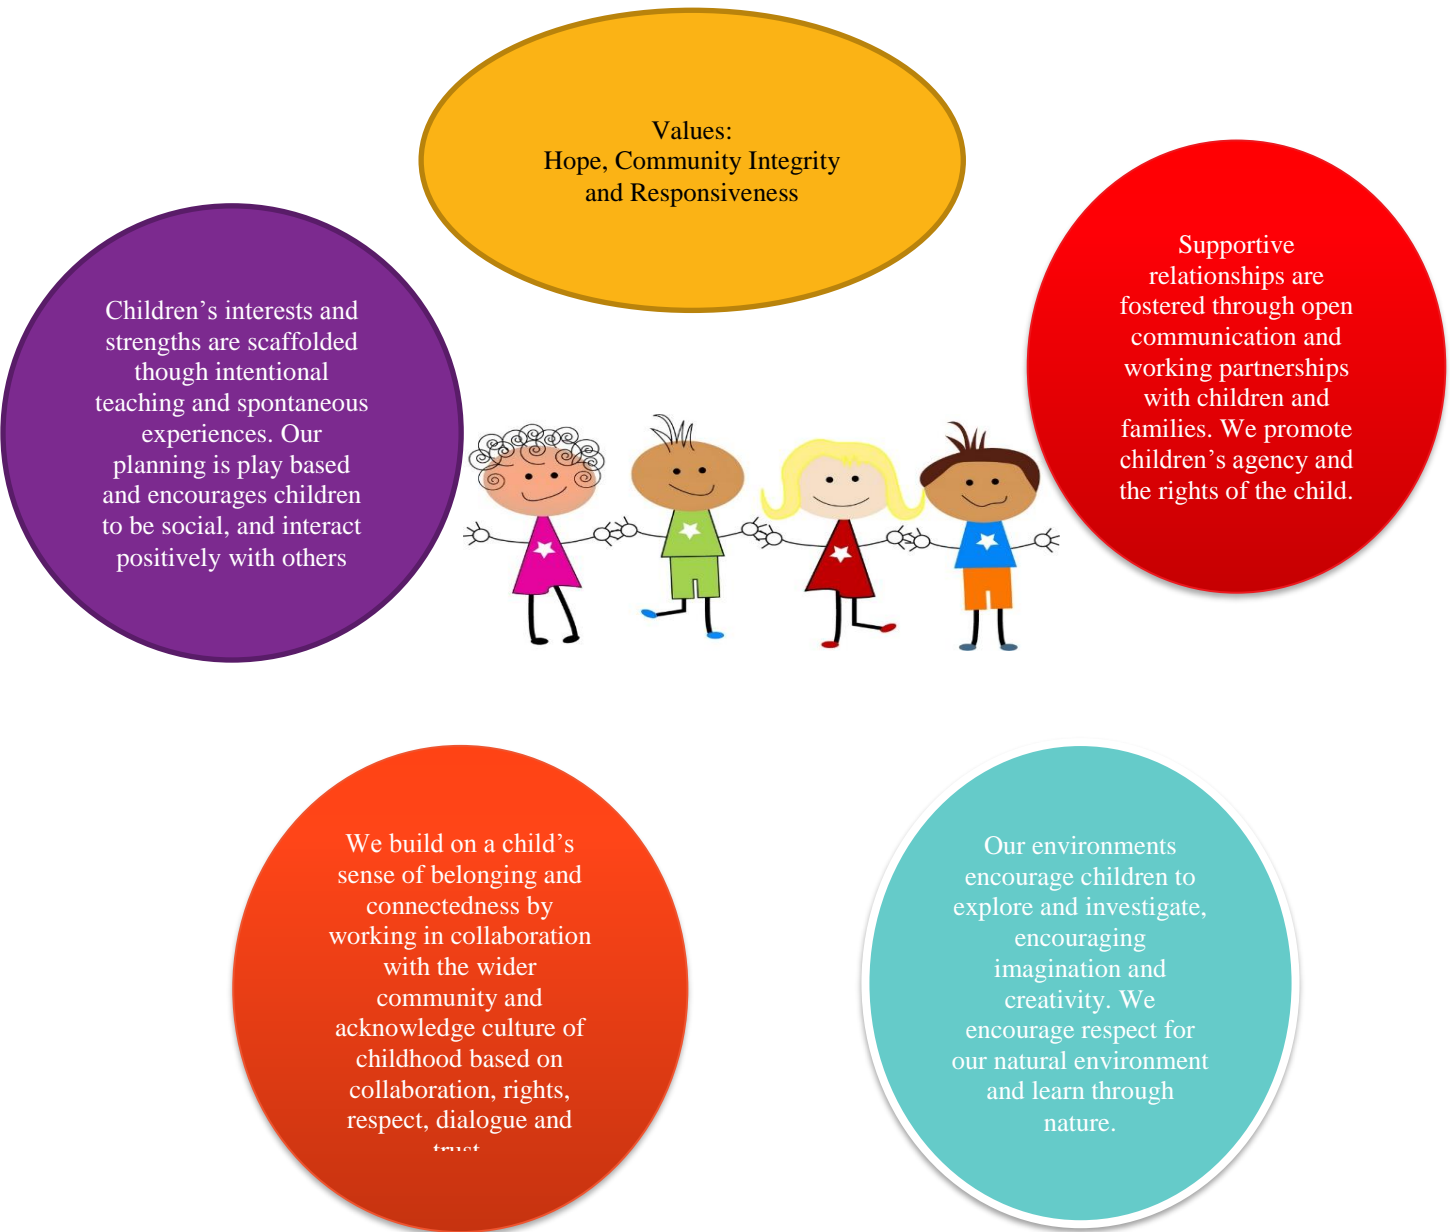 Values:
Hope, Community Integrity
and Responsiveness
Children’s interests and
strengths are scaffolded
though intentional
teaching and spontaneous
experiences. Our
planning is play based
and encourages children
to be social, and interact
positively with others
Supportive
relationships are
fostered through open
communication and
working partnerships
with children and
families. We promote
children’s agency and
the rights of the child.
We build on a child’s
sense of belonging and
connectedness by
working in collaboration
with the wider
community and
acknowledge culture of
childhood based on
collaboration, rights,
respect, dialogue and
trust
Our environments
encourage children to
explore and investigate,
encouraging
imagination and
creativity. We
encourage respect for
our natural environment
and learn through
nature.